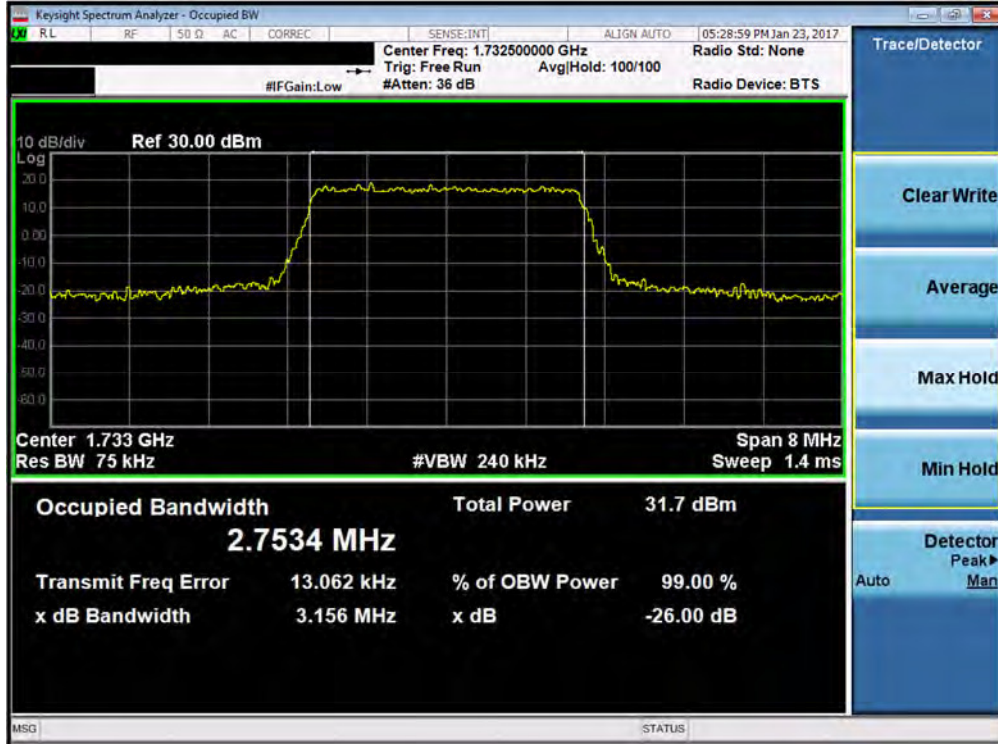 Keysight Spectrum Analyzer - Occupied BW
LXI RL RF 50 Ω AC CORREC SENSE:INT ALIGN AUTO 05:28:59 PM Jan 23, 2017
Center Freq: 1.732500000 GHz Radio Std: None
Trig: Free Run Avg|Hold: 100/100
#IFGain:Low #Atten: 36 dB Radio Device: BTS
10 dB/div Ref 30.00 dBm
Log
20.0
10.0
0.00
-10.0
-20.0
-30.0
-40.0
-50.0
-60.0
Center 1.733 GHz Span 8 MHz
Res BW 75 kHz #VBW 240 kHz Sweep 1.4 ms
Occupied Bandwidth Total Power 31.7 dBm
2.7534 MHz
Transmit Freq Error 13.062 kHz % of OBW Power 99.00 %
x dB Bandwidth 3.156 MHz x dB -26.00 dB
MSG STATUS
Trace/Detector
Clear Write
Average
Max Hold
Min Hold
Detector
Peak▶
Auto Man